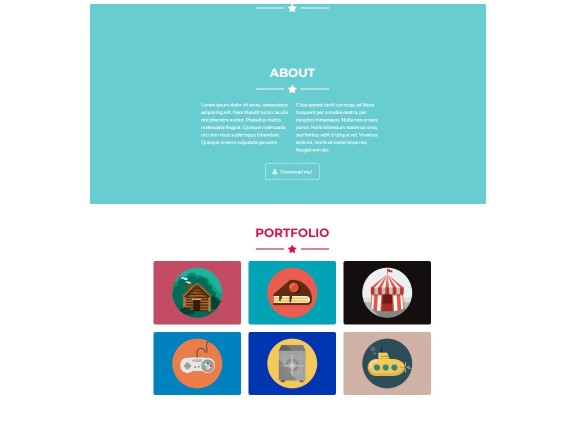 ABOUT
Lorem ipsum dolor sit amet, consectetur
adipiscing elit. Nam blandit turpis iaculis
nisl pharetra auctor. Phasellus mattis
malesuada feugiat. Quisque malesuada
orci non risus scelerisque bibendum.
Quisque viverra vulputate posuere.
Class aptent taciti sociosqu ad litora
torquent per conubia nostra, per
inceptos himenaeos. Nulla non ornare
purus. Nulla bibendum maximus urna,
sed finibus velit tristique vel. Vivamus
ante mi, mollis at scelerisque nec,
feugiat non dui.
Download me!
PORTFOLIO